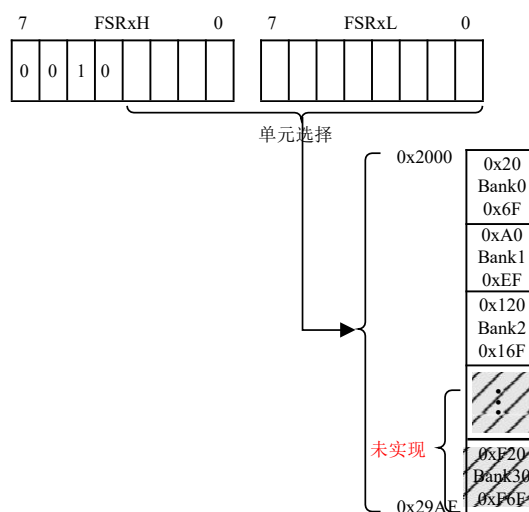 7 FSRxH 0 7 FSRxL 0
0 0 1 0
单元选择
0x2000
0x20
Bank0
0x6F
0xA0
Bank1
0xEF
0x120
Bank2
0x16F
未实现
0xF20
Bank30
0xF6F
0x29AF